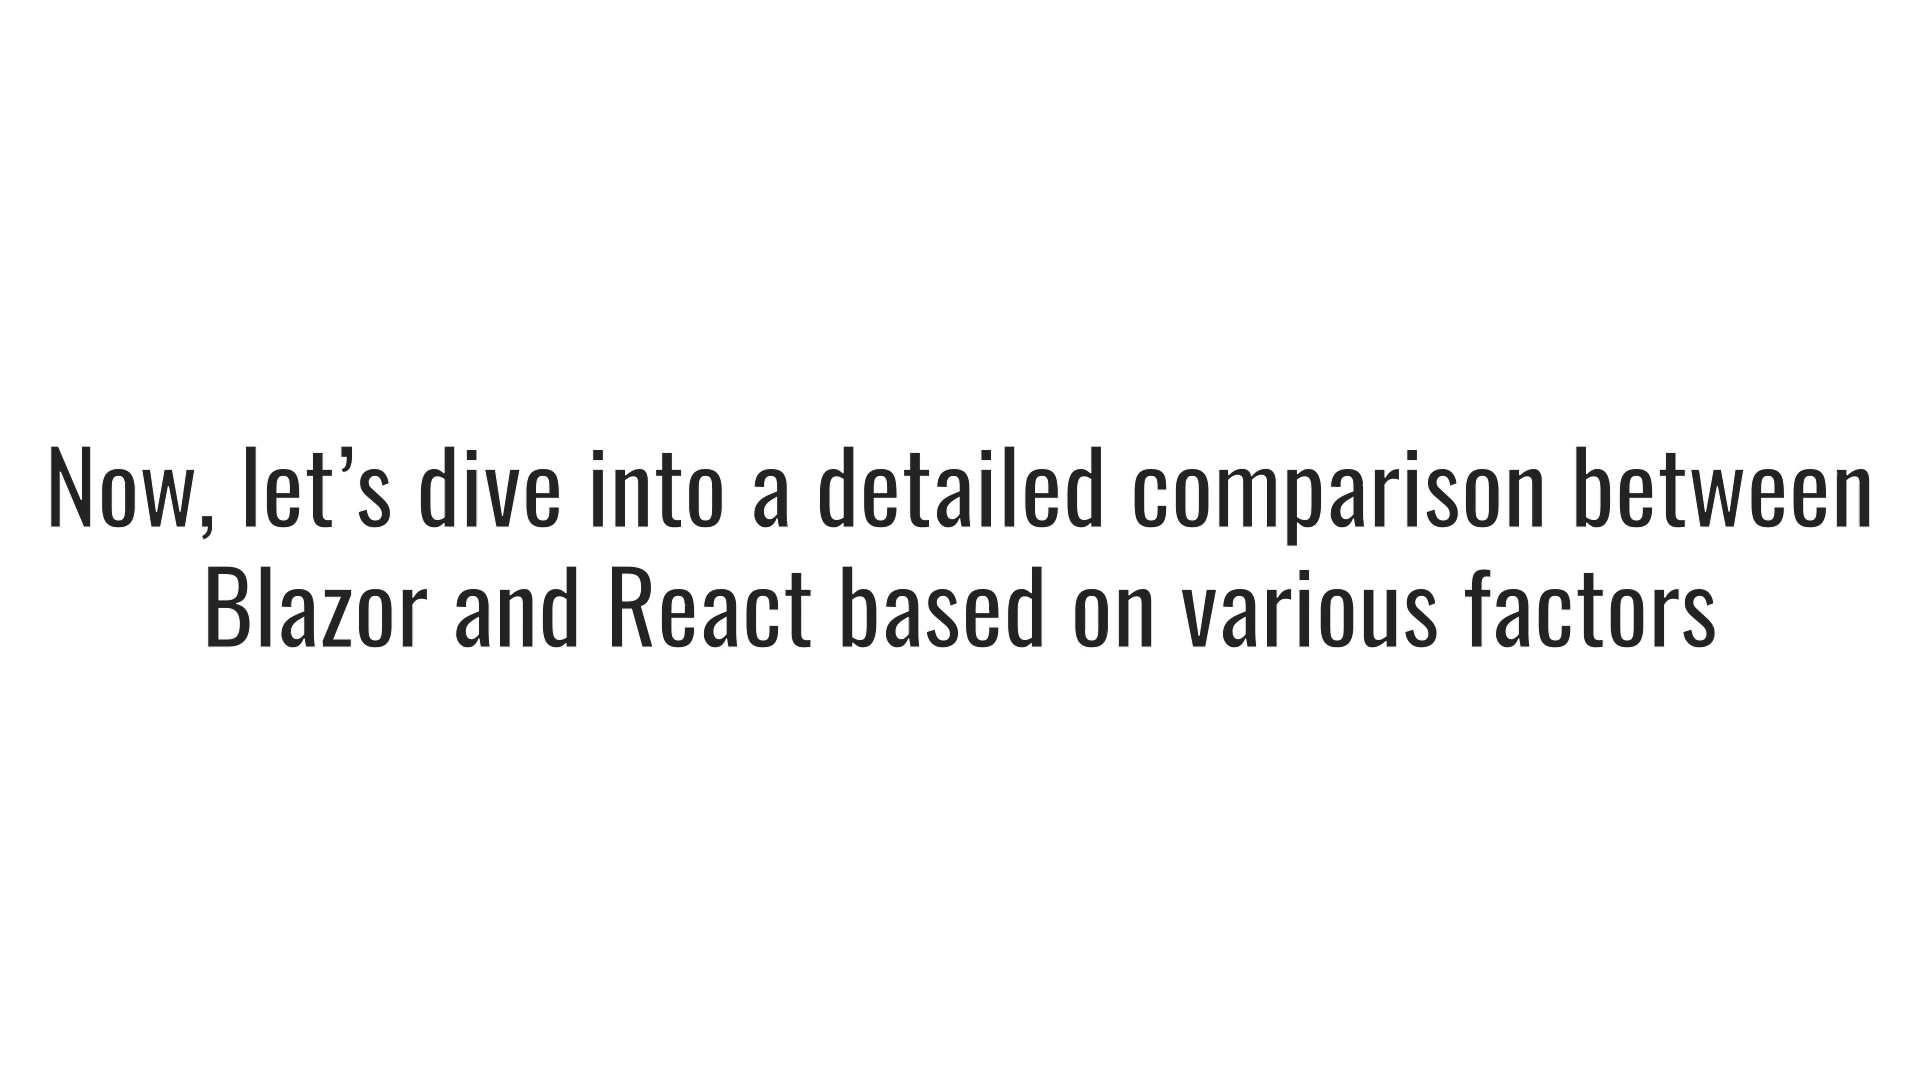 Now, let’s dive into a detailed comparison between
Blazor and React based on various factors